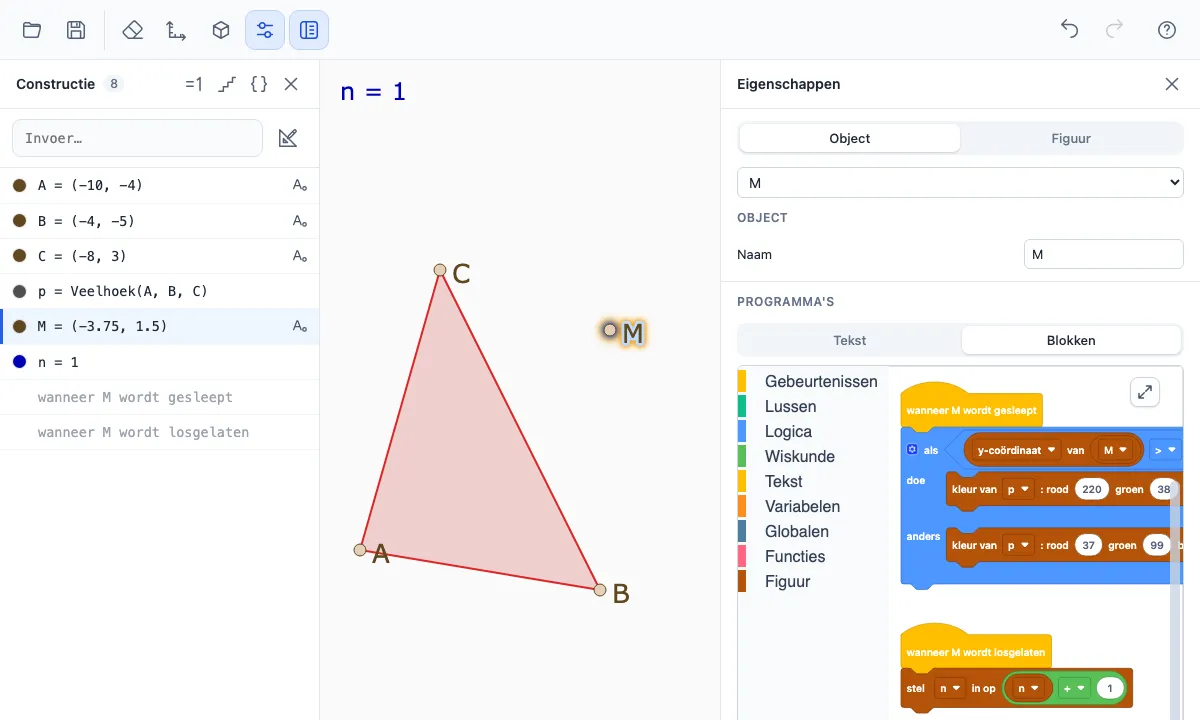 Constructie 8
=1
{}
Invoer…
A = (−10, −4)
B = (−4, −5)
C = (−8, 3)
p = Veelhoek(A, B, C)
M = (−3.75, 1.5)
n = 1
wanneer M wordt gesleept
wanneer M wordt losgelaten
n = 1
C
M
A
B
Eigenschappen
Object Figuur
M
OBJECT
Naam M
PROGRAMMA'S
Tekst Blokken
Gebeurtenissen
Lussen
Logica
Wiskunde
Tekst
Variabelen
Globalen
Functies
Figuur
wanneer M wordt gesleept
als y-coördinaat van M >
doe kleur van p : rood 220 groen 38
anders kleur van p : rood 37 groen 99
wanneer M wordt losgelaten
stel n in op n + 1